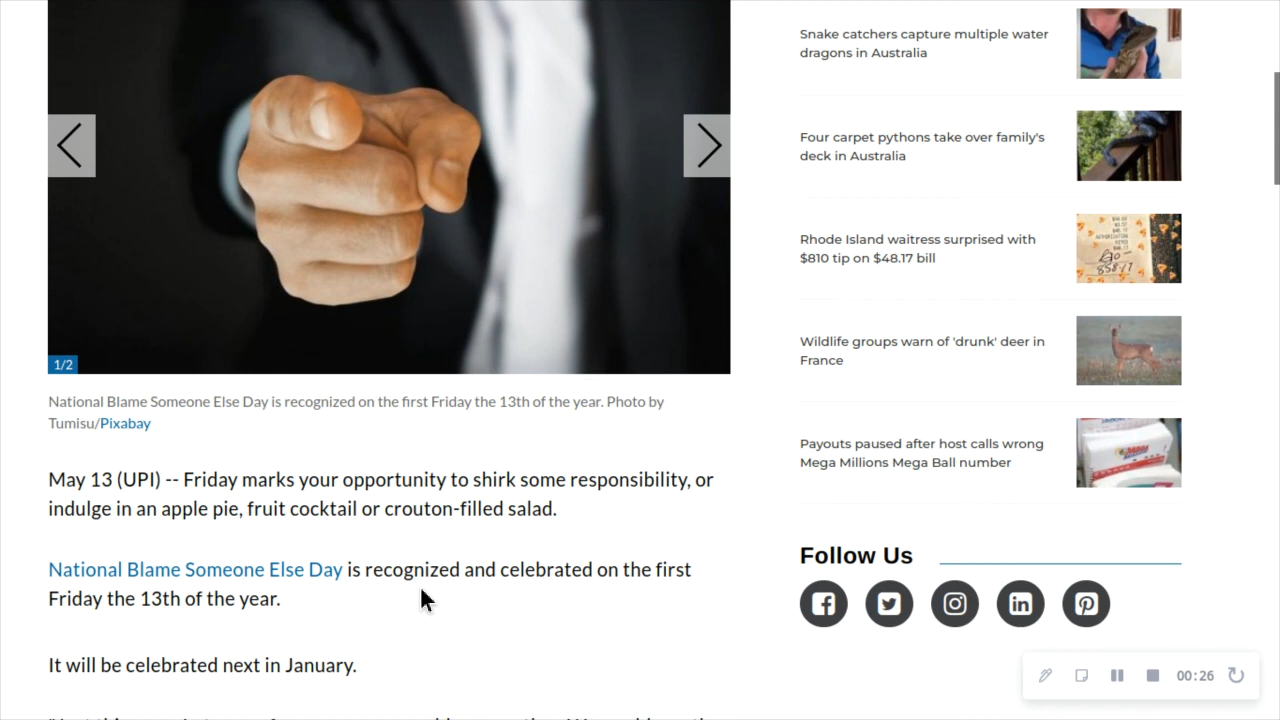 Snake catchers capture multiple water
dragons in Australia
Four carpet pythons take over family's
deck in Australia
Rhode Island waitress surprised with
$810 tip on $48.17 bill
Wildlife groups warn of 'drunk' deer in
France
Payouts paused after host calls wrong
Mega Millions Mega Ball number
1/2
National Blame Someone Else Day is recognized on the first Friday the 13th of the year. Photo by
Tumisu/Pixabay
May 13 (UPI) -- Friday marks your opportunity to shirk some responsibility, or
indulge in an apple pie, fruit cocktail or crouton-filled salad.
National Blame Someone Else Day is recognized and celebrated on the first
Friday the 13th of the year.
It will be celebrated next in January.
Follow Us
00:26